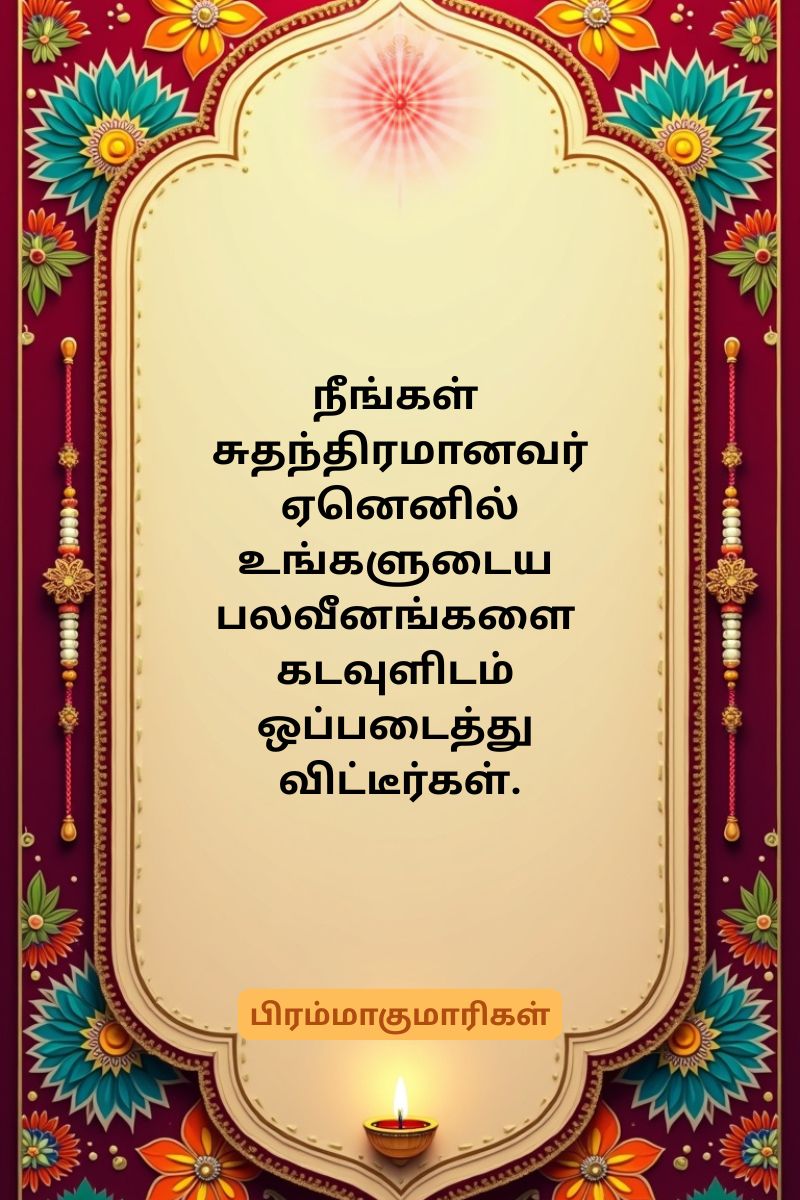 நீங்கள்
சுதந்திரமானவர்
ஏனெனில்
உங்களுடைய
பலவீனங்களை
கடவுளிடம்
ஒப்படைத்து
விட்டீர்கள்.
பிரம்மாகுமாரிகள்